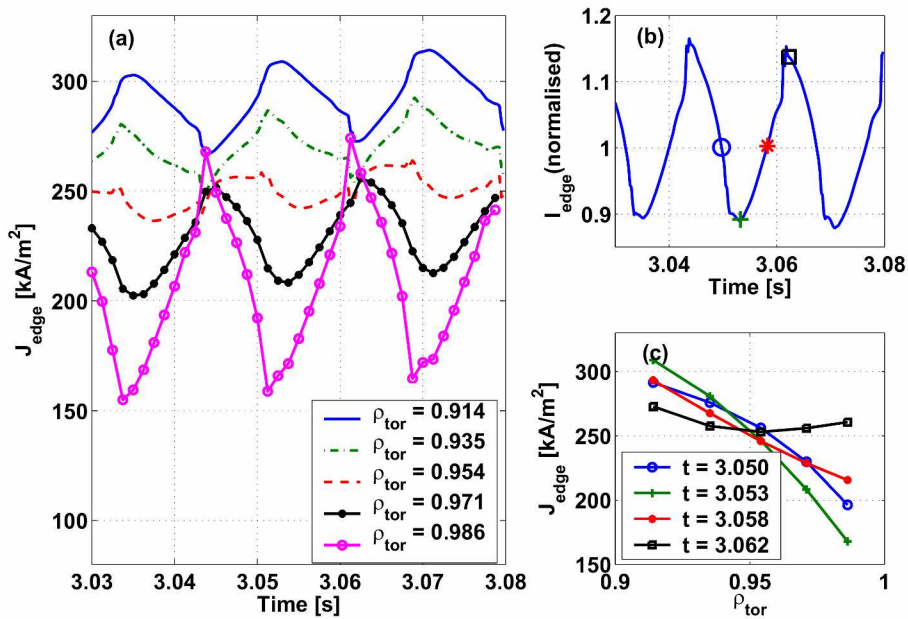 (a)
J_edge [kA/m²]
300
250
200
150
100
3.03 3.04 3.05 3.06 3.07 3.08
Time [s]
ρ_tor = 0.914
ρ_tor = 0.935
ρ_tor = 0.954
ρ_tor = 0.971
ρ_tor = 0.986
(b)
I_edge(normalised)
1.2
1.1
1
0.9
3.04 3.06 3.08
Time [s]
(c)
J_edge [kA/m²]
300
250
200
150
t = 3.050
t = 3.053
t = 3.058
t = 3.062
0.9 0.95 1
ρ_tor